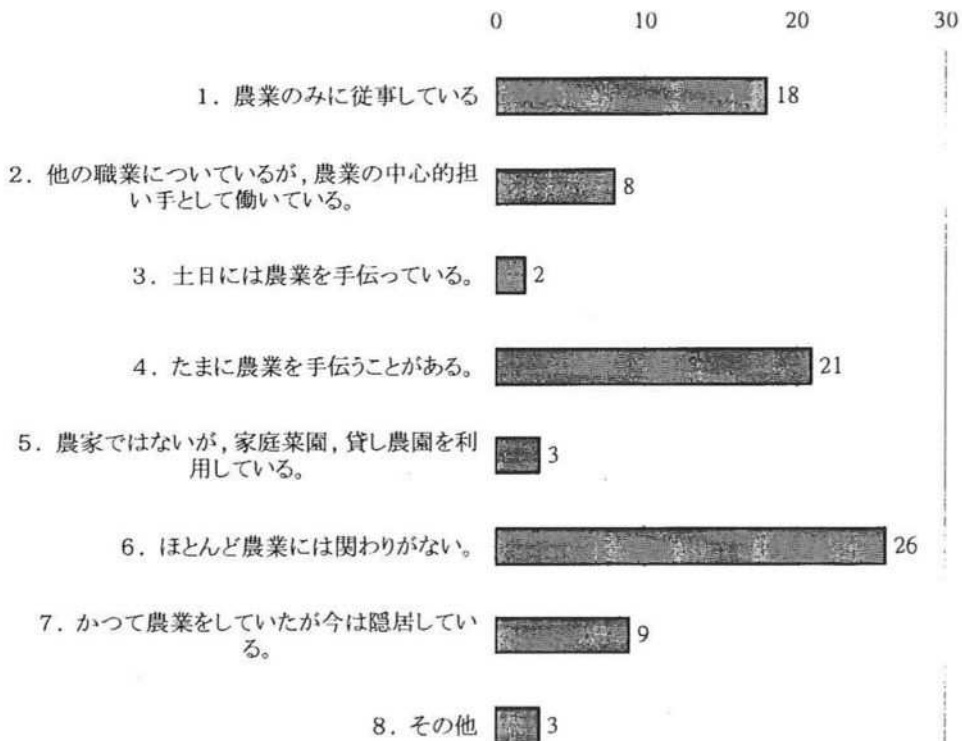 0 10 20 30
1. 農業のみに従事している 18
2. 他の職業についているが,農業の中心的担
い手として働いている。 8
3. 土日には農業を手伝っている。 2
4. たまに農業を手伝うことがある。 21
5. 農家ではないが,家庭菜園,貸し農園を利
用している。 3
6. ほとんど農業には関わりがない。 26
7. かつて農業をしていたが今は隠居してい
る。 9
8. その他 3